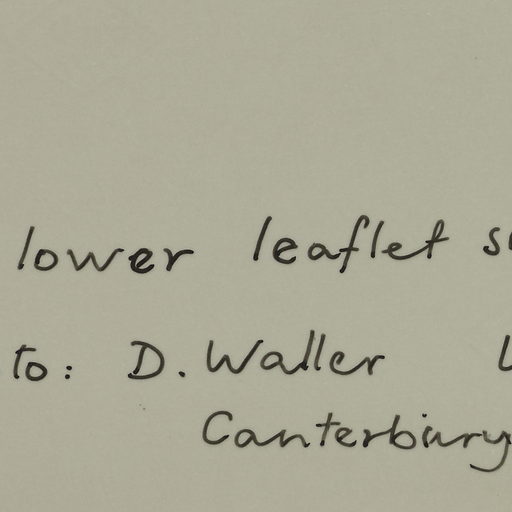 lower leaflet
to: D. Waller
Canterbury